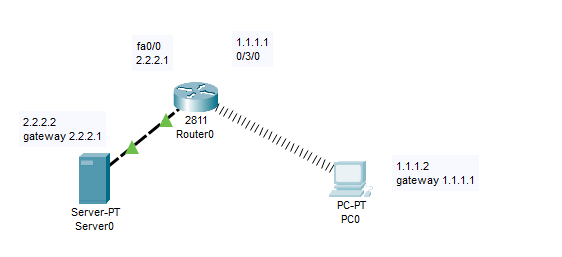 fa0/0
2.2.2.1
1.1.1.1
0/3/0
2811
Router0
2.2.2.2
gateway 2.2.2.1
Server-PT
Server0
1.1.1.2
gateway 1.1.1.1
PC-PT
PC0